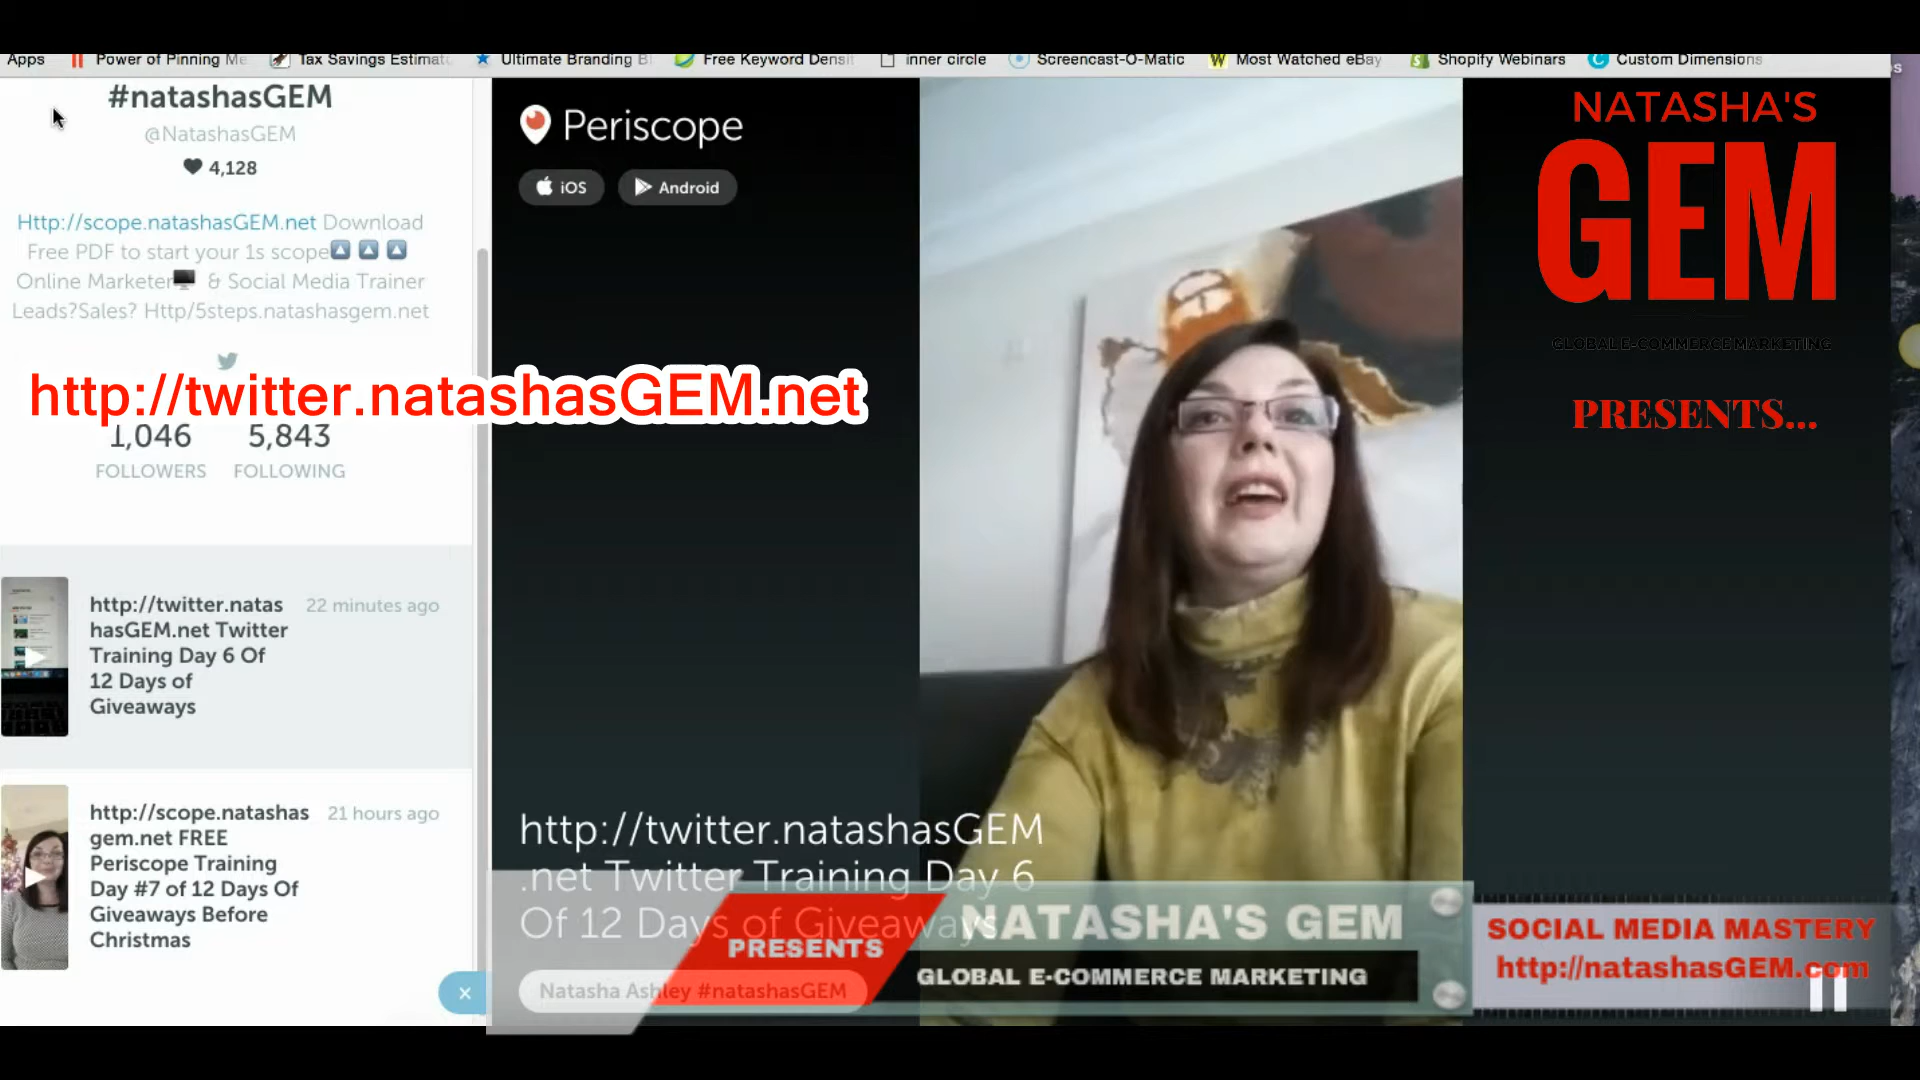 Apps
Power of Pinning Me
Tax Savings Estimat
Ultimate Branding B
Free Keyword Densit
inner circle
Screencast-O-Matic
Most Watched eBay
Shopify Webinars
Custom Dimensions
#natashasGEM
@NatashasGEM
4,128
Http://scope.natashasGEM.net Download
Free PDF to start your 1s scope
Online Marketer & Social Media Trainer
Leads?Sales? Http/5steps.natashasgem.net
http://twitter.natashasGEM.net
1,046 5,843
FOLLOWERS FOLLOWING
http://twitter.natas 22 minutes ago
hasGEM.net Twitter
Training Day 6 Of
12 Days of
Giveaways
http://scope.natashas 21 hours ago
gem.net FREE
Periscope Training
Day #7 of 12 Days Of
Giveaways Before
Christmas
Periscope
iOS Android
http://twitter.natashasGEM
.net Twitter Training Day 6
Of 12 Days of Giveaways
Natasha Ashley #natashasGEM
PRESENTS
NATASHA'S GEM
GLOBAL E-COMMERCE MARKETING
NATASHA'S
GEM
GLOBAL E-COMMERCE MARKETING
PRESENTS...
SOCIAL MEDIA MASTERY
http://natashasGEM.com